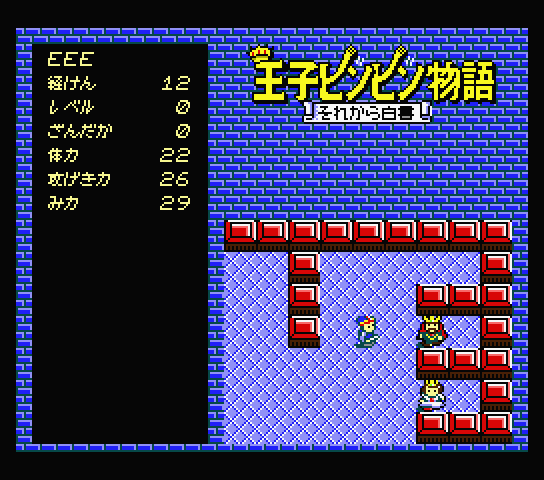 王子ビンビン物語
それから白書
EEE
経けん 12
レベル 0
ざんだか 0
体力 22
攻げき力 26
み力 29